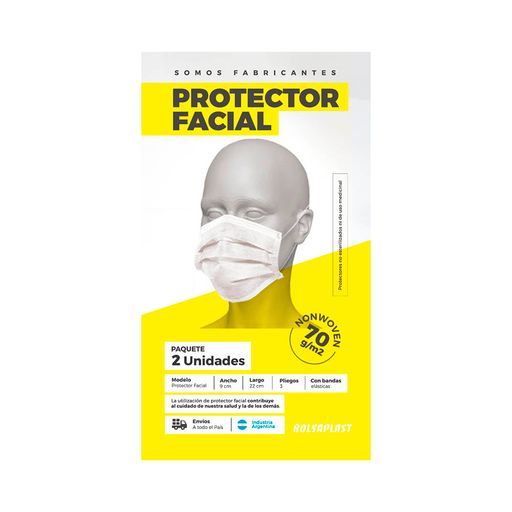 SOMOS FABRICANTES
PROTECTOR
FACIAL
Protectores no esterilizados ni de uso medicinal
NONWOVEN
70
g/m2
PAQUETE
2 Unidades
Modelo
Protector Facial
Ancho
9 cm
Largo
22 cm
Pliegos
3
Con bandas
elásticas
La utilización de protector facial contribuye
al cuidado de nuestra salud y la de los demás.
Envíos
A todo el País
Industria
Argentina
BOLSAPLAST